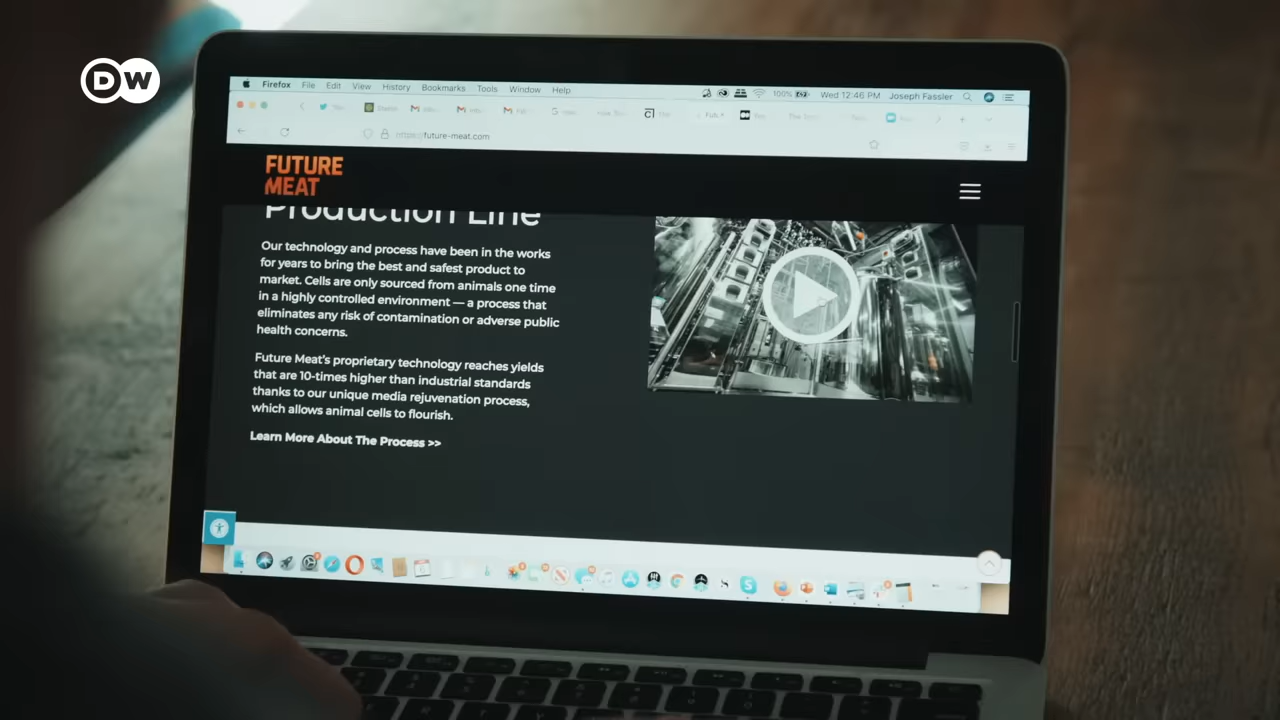 DW
Firefox File Edit View History Bookmarks Tools Window Help 100% Wed 12:46 PM Joseph Fassler
https://future-meat.com
FUTURE
MEAT
Production Line
Our technology and process have been in the works
for years to bring the best and safest product to
market. Cells are only sourced from animals one time
in a highly controlled environment — a process that
eliminates any risk of contamination or adverse public
health concerns.
Future Meat's proprietary technology reaches yields
that are 10-times higher than industrial standards
thanks to our unique media rejuvenation process,
which allows animal cells to flourish.
Learn More About The Process >>